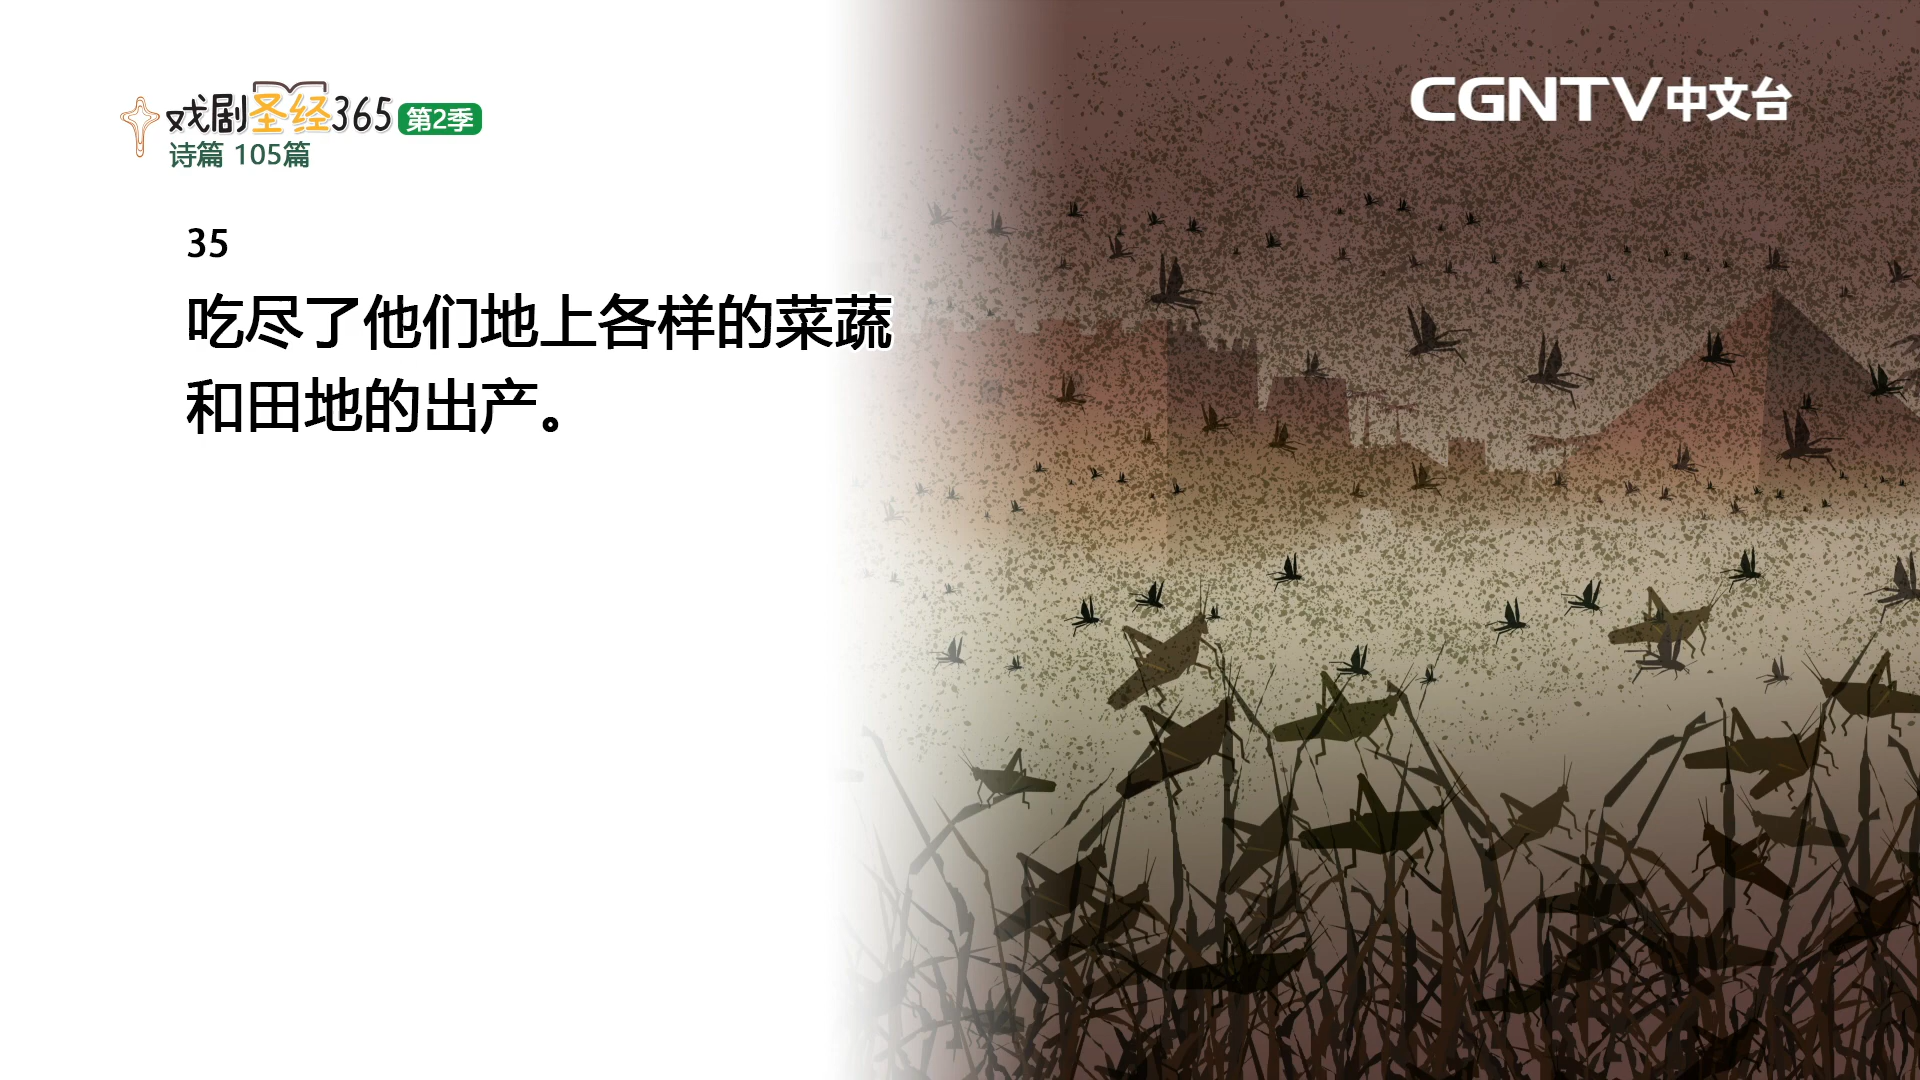 戏剧圣经365 第2季
诗篇 105篇
CGNTV中文台
35
吃尽了他们地上各样的菜蔬
和田地的出产。